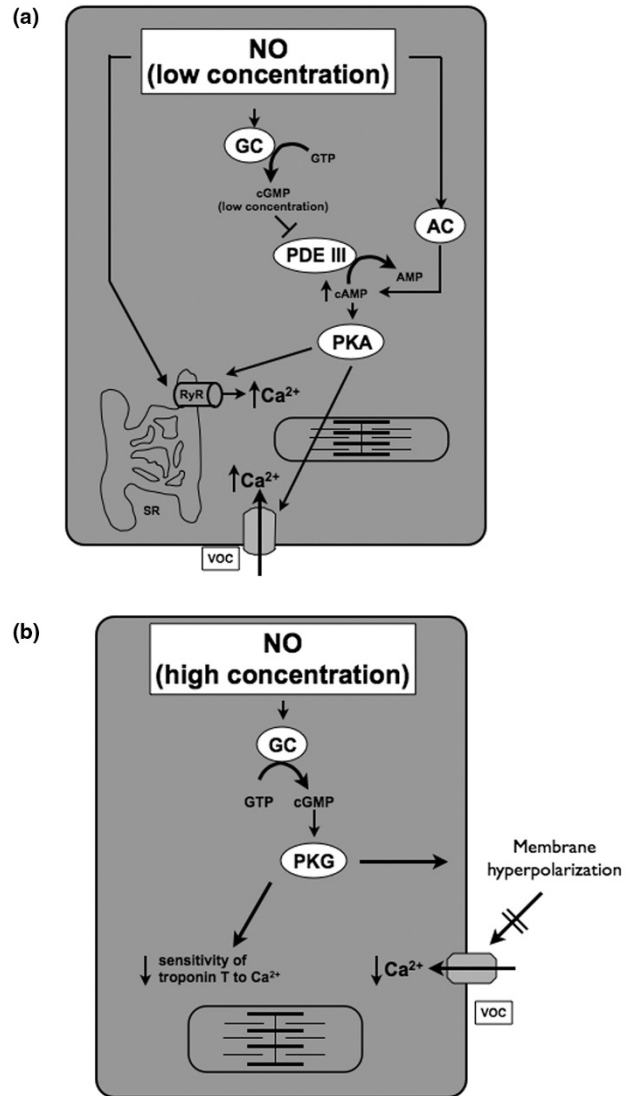 (a)
NO
(low concentration)
GC
GTP
cGMP
(low concentration)
AC
PDE III
AMP
↑ cAMP
PKA
RyR
↑Ca²⁺
↑Ca²⁺
SR
VOC
(b)
NO
(high concentration)
GC
GTP cGMP
PKG
Membrane
hyperpolarization
↓ sensitivity of
troponin T to Ca²⁺
↓Ca²⁺
VOC